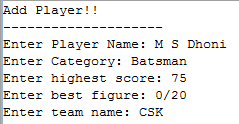 Add Player!!
--------------------
Enter Player Name: M S Dhoni
Enter Category: Batsman
Enter highest score: 75
Enter best figure: 0/20
Enter team name: CSK